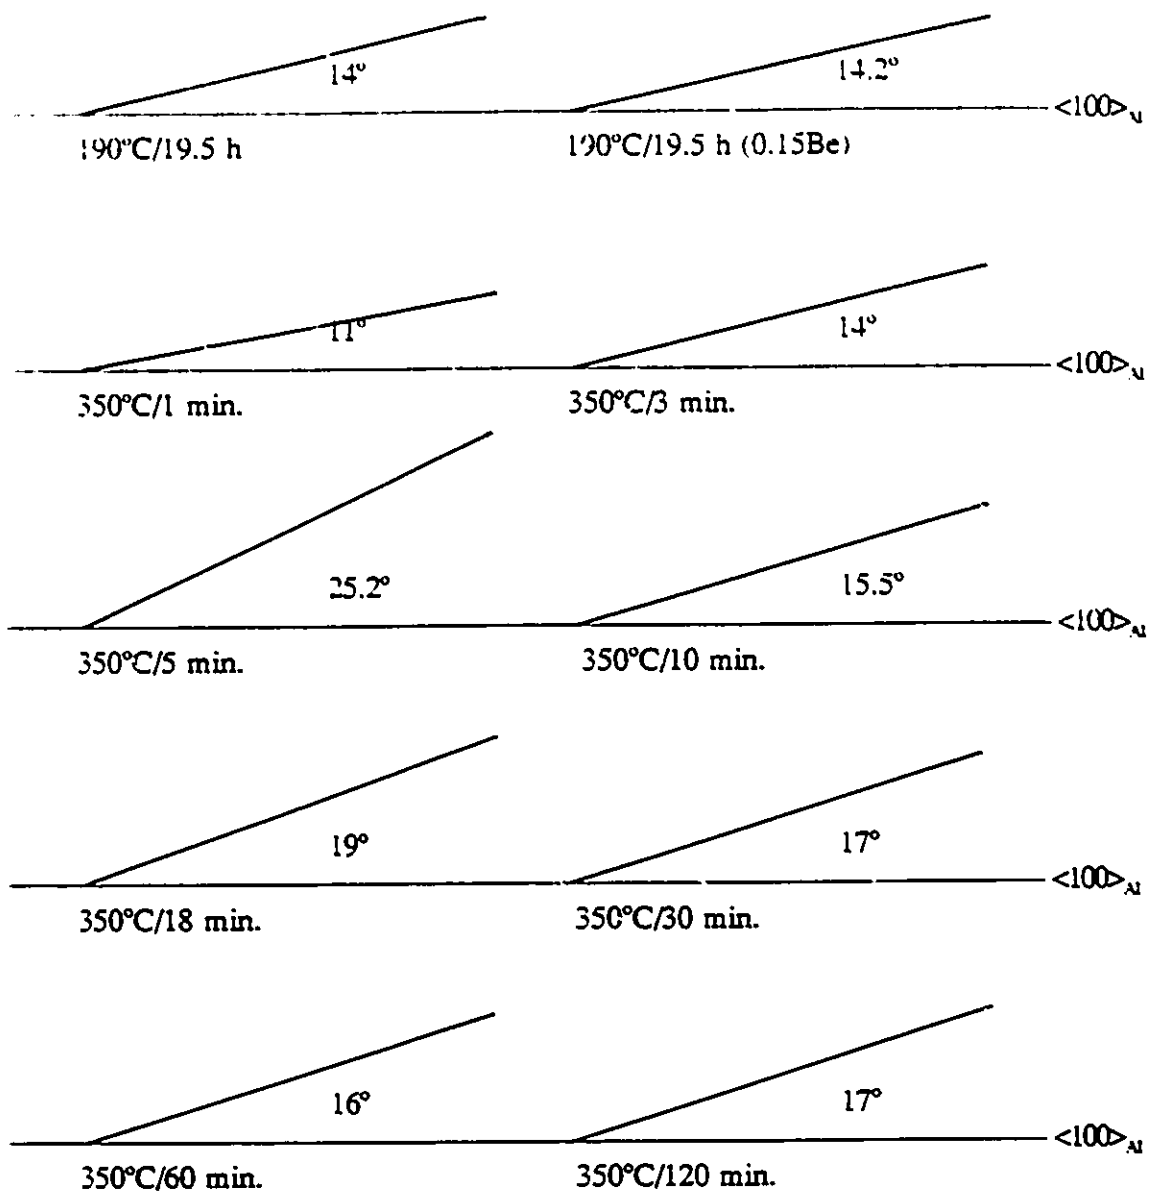 14° 14.2°
<100>Al
190°C/19.5 h 190°C/19.5 h (0.15Be)
11° 14°
<100>Al
350°C/1 min. 350°C/3 min.
25.2° 15.5°
<100>Al
350°C/5 min. 350°C/10 min.
19° 17°
<100>Al
350°C/18 min. 350°C/30 min.
16° 17°
<100>Al
350°C/60 min. 350°C/120 min.